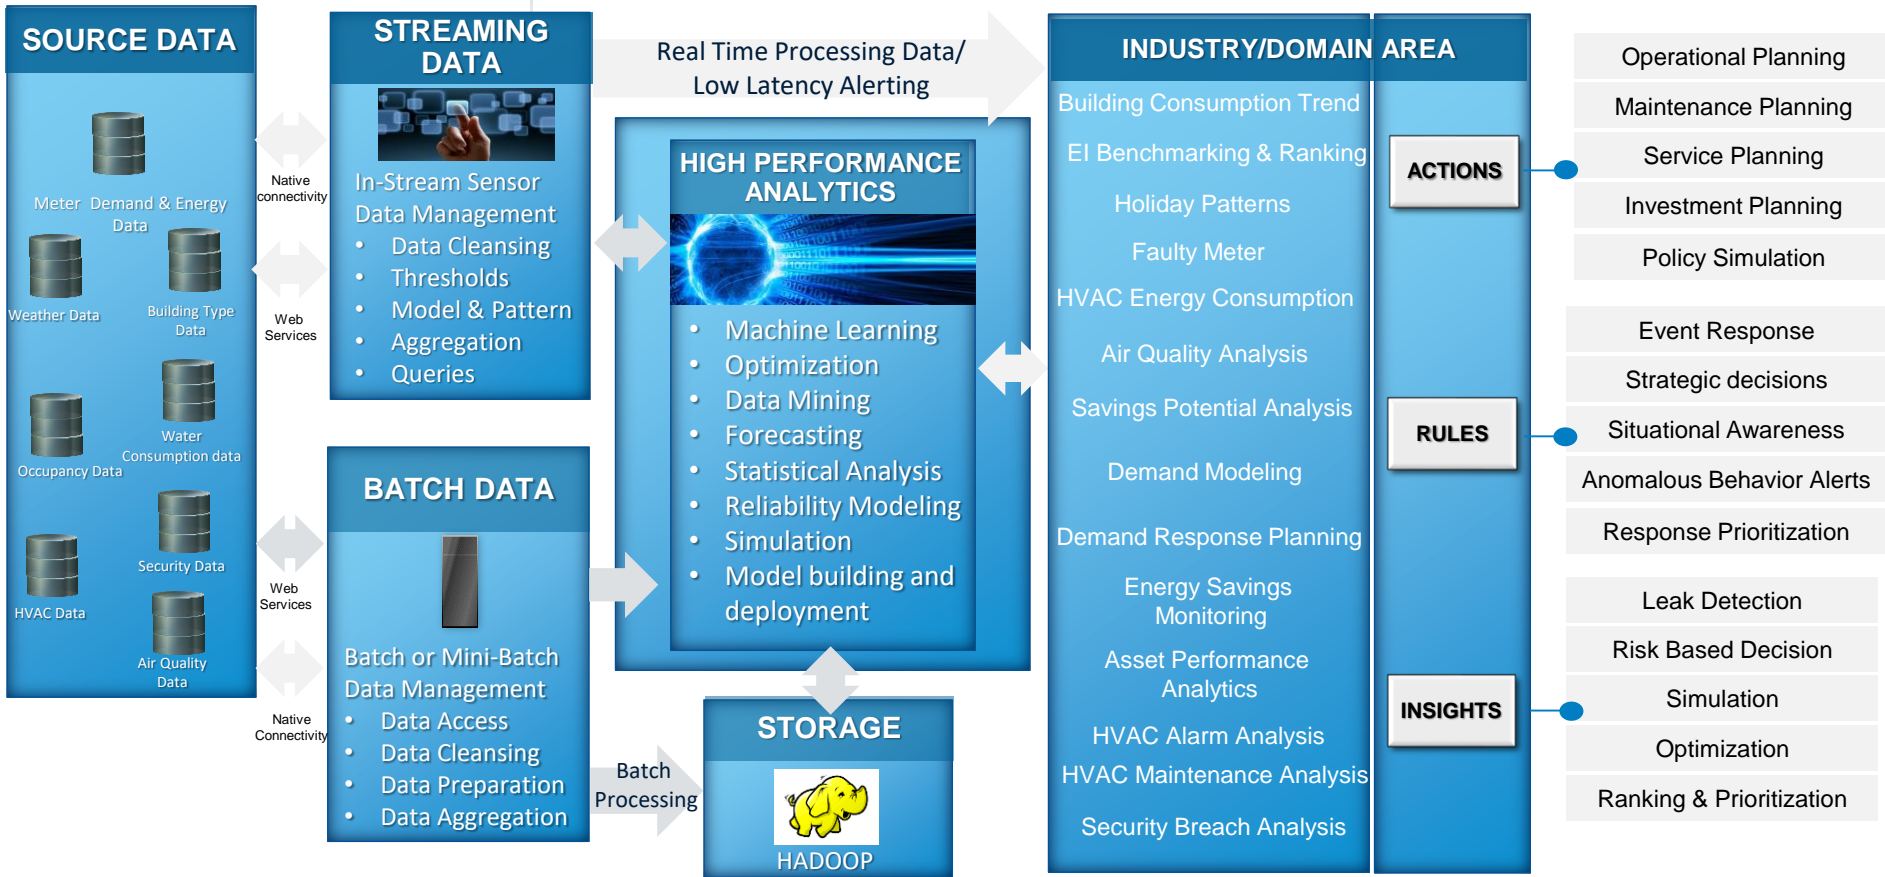 SOURCE DATA
Meter  Demand & Energy
Data
Weather Data
Building Type
Data
Water
Consumption data
Occupancy Data
Security Data
HVAC Data
Air Quality
Data
Native
connectivity
Web
Services
Web
Services
Native
Connectivity
STREAMING
DATA
In-Stream Sensor
Data Management
• Data Cleansing
• Thresholds
• Model & Pattern
• Aggregation
• Queries
BATCH DATA
Batch or Mini-Batch
Data Management
• Data Access
• Data Cleansing
• Data Preparation
• Data Aggregation
Real Time Processing Data/
Low Latency Alerting
HIGH PERFORMANCE
ANALYTICS
• Machine Learning
• Optimization
• Data Mining
• Forecasting
• Statistical Analysis
• Reliability Modeling
• Simulation
• Model building and
deployment
Batch
Processing
STORAGE
HADOOP
INDUSTRY/DOMAIN AREA
Building Consumption Trend
EI Benchmarking & Ranking
Holiday Patterns
Faulty Meter
HVAC Energy Consumption
Air Quality Analysis
Savings Potential Analysis
Demand Modeling
Demand Response Planning
Energy Savings
Monitoring
Asset Performance
Analytics
HVAC Alarm Analysis
HVAC Maintenance Analysis
Security Breach Analysis
ACTIONS
Operational Planning
Maintenance Planning
Service Planning
Investment Planning
Policy Simulation
RULES
Event Response
Strategic decisions
Situational Awareness
Anomalous Behavior Alerts
Response Prioritization
INSIGHTS
Leak Detection
Risk Based Decision
Simulation
Optimization
Ranking & Prioritization